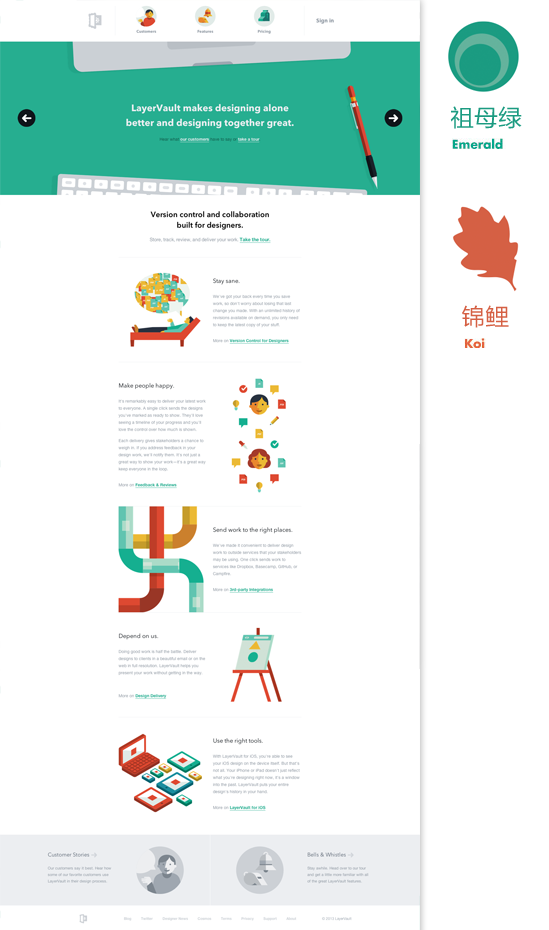 Customers
Features
Pricing
Sign in
LayerVault makes designing alone
better and designing together great.
our customers
take a tour
Version control and collaboration
built for designers.
Store, track, review, and deliver your work. Take the tour.
Stay sane.
We've got your back every time you save
work, so don't worry about losing that last
change you made. With an unlimited history of
versions available on demand, you only need
to keep the latest copy of your stuff.
More on Version Control for Designers
Make people happy.
It's remarkably easy to deliver your latest work
to everyone. A single click sends the designs
you've marked as ready to show. They'll love
seeing a timeline of your progress and you'll
love the control over how much is shown.
Each delivery gives stakeholders a chance to
weigh in. If you address feedback in your
design work, we'll notify them. It's not just a
great way to show your work—it's a great way
keep everyone in the loop.
More on Feedback & Reviews
Send work to the right places.
We've made it convenient to deliver design
work to outside services that your stakeholders
may be using. One click sends work to
services like Dropbox, Basecamp, GitHub, or
Campfire.
More on 3rd-party integrations
Depend on us.
Doing good work is half the battle. Deliver
designs to clients in a beautiful email or on the
web in full resolution. LayerVault helps you
present your work without getting in the way.
More on Design Delivery
Use the right tools.
With LayerVault for iOS, you're able to see
your iOS design on the device itself. But that's
not all. Your iPhone or iPad doesn't just reflect
what you're designing right now, it's a window
into the past. LayerVault puts your entire
design's history in your hand.
More on LayerVault for iOS
Customer Stories
Our customers say it best. Hear how
some of our favorite customers use
LayerVault in their design process.
Bells & Whistles
Stay awhile. Head over to our tour
and get a little more familiar with all
of the great LayerVault features.
Blog Twitter Designer News Cosmos Terms Privacy Support About © 2013 LayerVault
祖母绿
Emerald
锦鲤
Koi